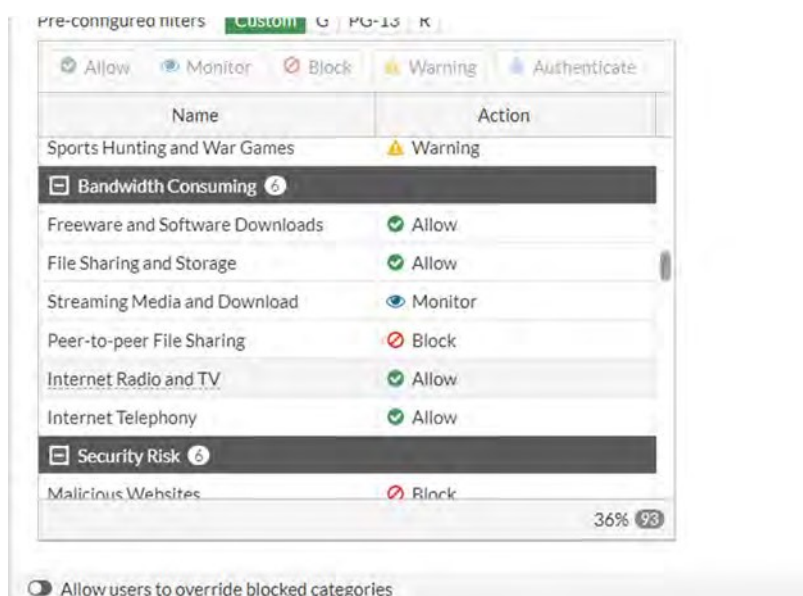 Pre-configured filters Custom G PG-13 R
Allow Monitor Block Warning Authenticate
Name Action
Sports Hunting and War Games Warning
Bandwidth Consuming 6
Freeware and Software Downloads Allow
File Sharing and Storage Allow
Streaming Media and Download Monitor
Peer-to-peer File Sharing Block
Internet Radio and TV Allow
Internet Telephony Allow
Security Risk 6
Malicious Websites Block
36% 93
Allow users to override blocked categories